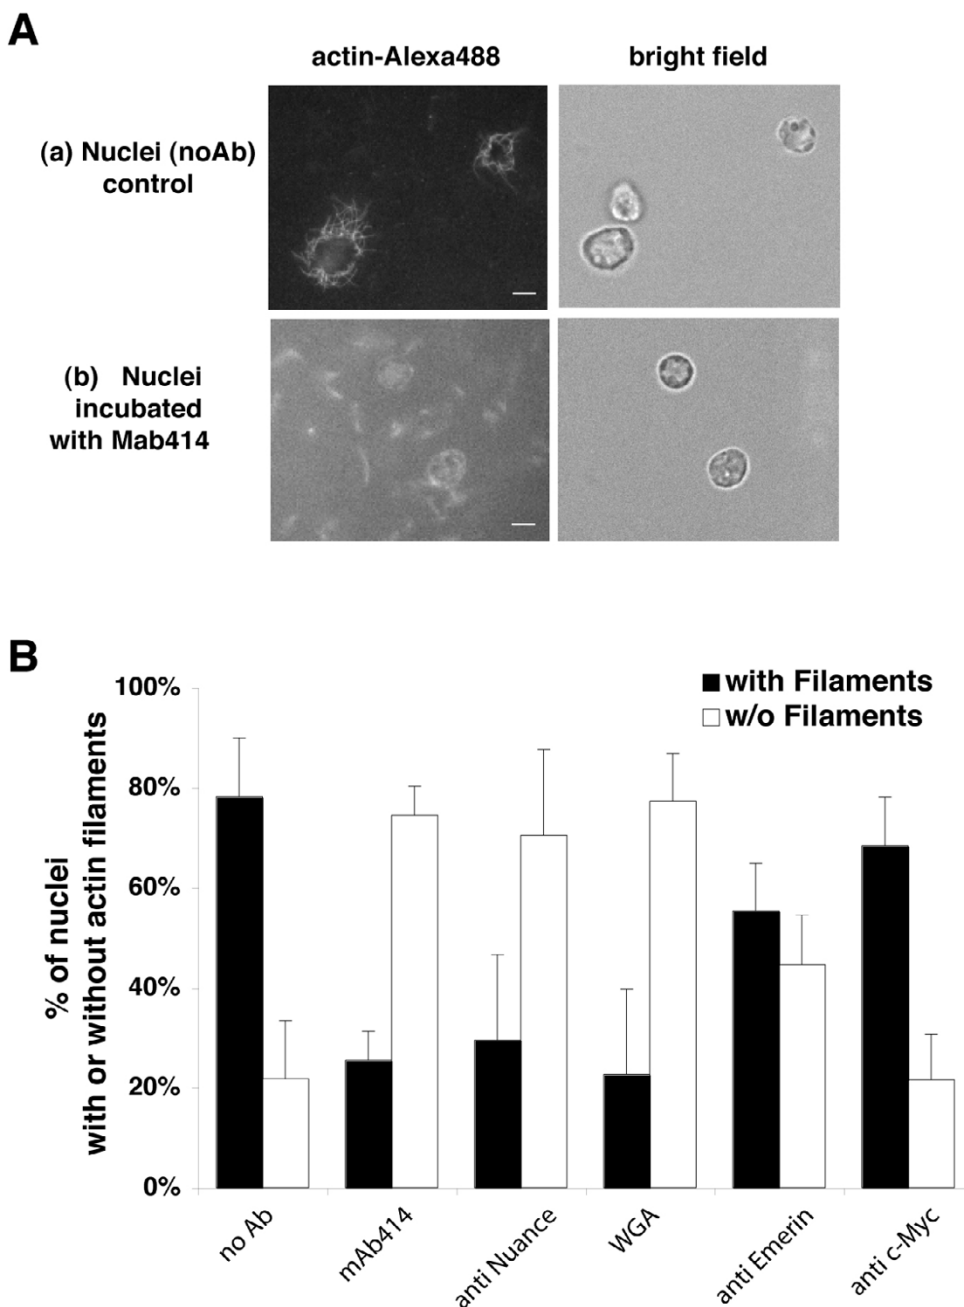 A
actin-Alexa488
bright field
(a) Nuclei (noAb)
control
(b) Nuclei
incubated
with Mab414
B
with Filaments
w/o Filaments
% of nuclei
with or without actin filaments
100%
80%
60%
40%
20%
0%
no Ab
mAb414
anti Nuance
WGA
anti Emerin
anti c-Myc